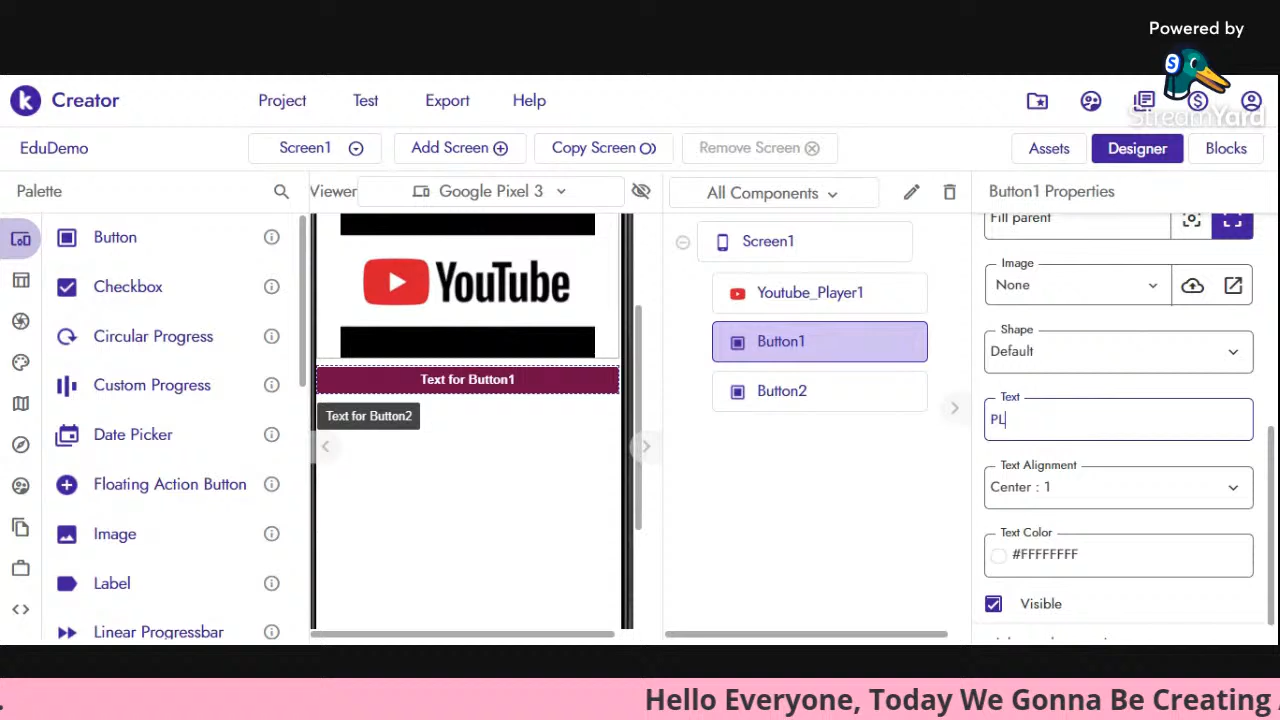 Powered by
S
StreamYard
k
Creator
Project
Test
Export
Help
EduDemo
Screen1
Add Screen
Copy Screen
Remove Screen
Assets
Designer
Blocks
Palette
Viewer
Google Pixel 3
All Components
Button1 Properties
Button
Checkbox
Circular Progress
Custom Progress
Date Picker
Floating Action Button
Image
Label
Linear Progressbar
YouTube
Text for Button1
Text for Button2
Screen1
Youtube_Player1
Button1
Button2
Fill parent
Image
None
Shape
Default
Text
PL
Text Alignment
Center : 1
Text Color
#FFFFFFFF
Visible
. Hello Everyone, Today We Gonna Be Creating